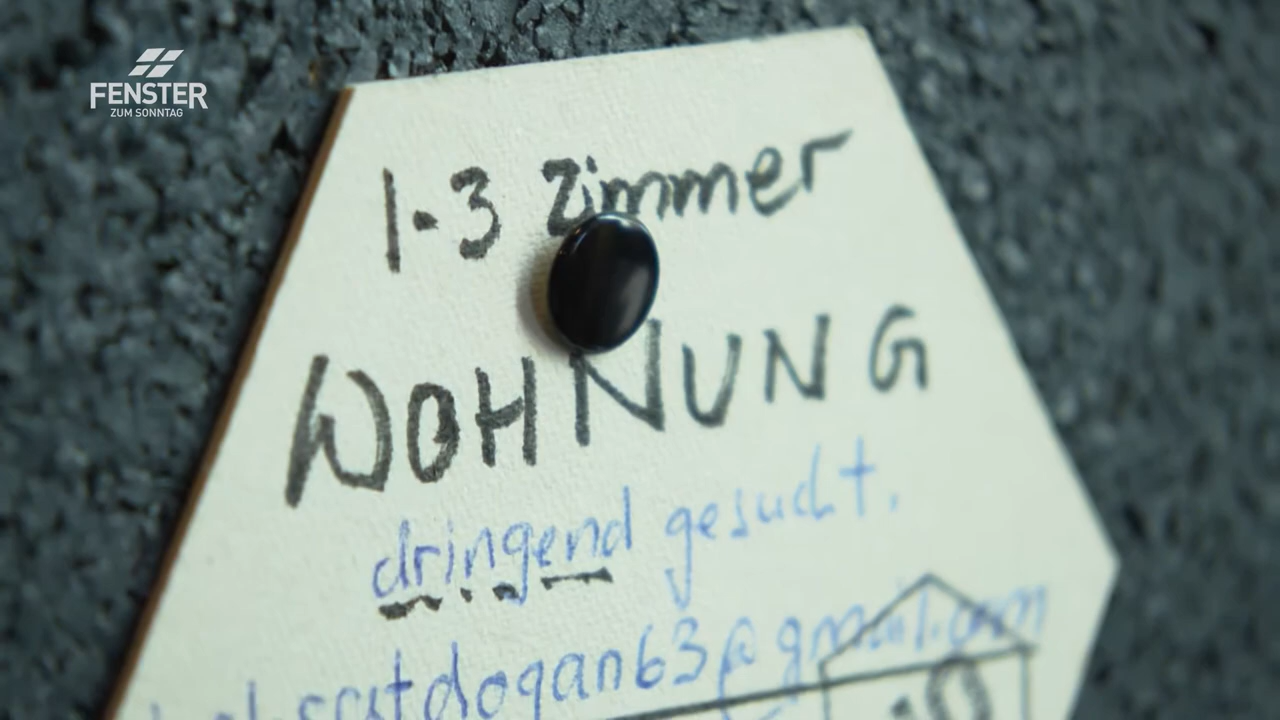 FENSTER
ZUM SONNTAG
1-3 Zimmer
WOHNUNG
dringend gesucht.